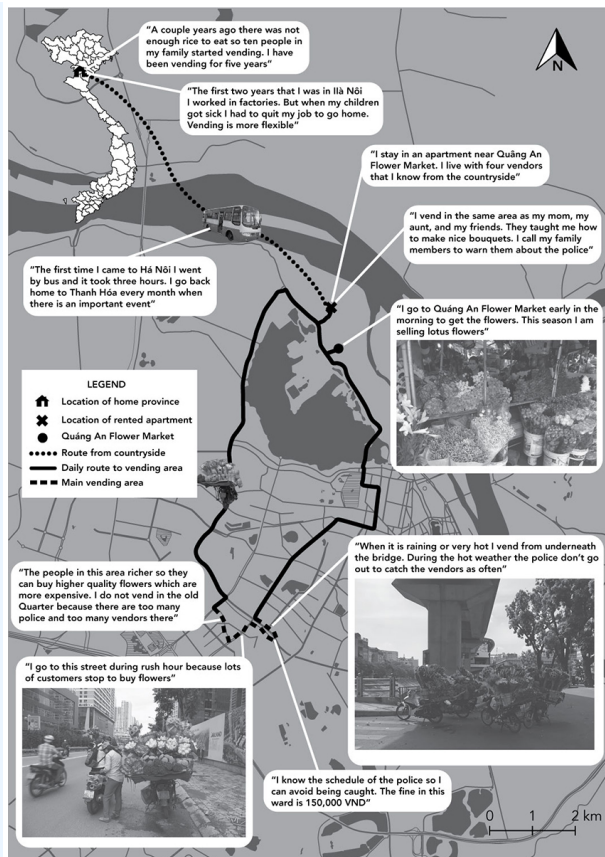 "A couple years ago there was not
enough rice to eat so ten people in
my family started vending. I have
been vending for five years"
N
"The first two years that I was in Ilà Nôi
I worked in factories. But when my children
got sick I had to quit my job to go home.
Vending is more flexible"
"I stay in an apartment near Quãng An
Flower Market. I live with four vendors
that I know from the countryside"
"I vend in the same area as my mom, my
aunt, and my friends. They taught me how
to make nice bouquets. I call my family
members to warn them about the police"
"The first time I came to Há Nôi I went
by bus and it took three hours. I go back
home to Thanh Hóa every month when
there is an important event"
"I go to Quáng An Flower Market early in the
morning to get the flowers. This season I am
selling lotus flowers"
LEGEND
Location of home province
Location of rented apartment
Quáng An Flower Market
Route from countryside
Daily route to vending area
Main vending area
"When it is raining or very hot I vend from underneath
the bridge. During the hot weather the police don't go
out to catch the vendors as often"
"The people in this area richer so they
can buy higher quality flowers which are
more expensive. I do not vend in the old
Quarter because there are too many
police and too many vendors there"
"I go to this street during rush hour because lots
of customers stop to buy flowers"
"I know the schedule of the police so I
can avoid being caught. The fine in this
ward is 150,000 VND"
0 1 2 km